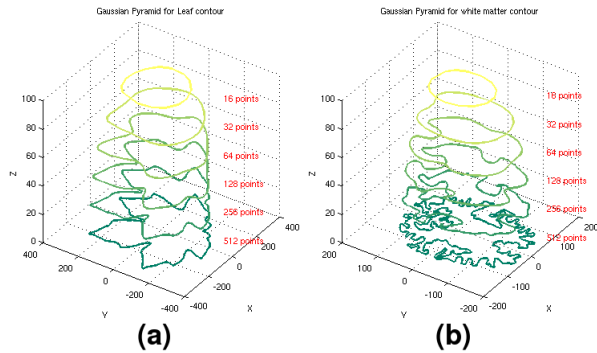 Gaussian Pyramid for Leaf contour
16 points
32 points
64 points
128 points
256 points
512 points
100
80
60
40
20
0
Z
400
200
0
-200
-400
Y
-400
-200
0
200
400
X
(a)
Gaussian Pyramid for white matter contour
16 points
32 points
64 points
128 points
256 points
512 points
100
80
60
40
20
0
Z
200
100
0
-100
-200
Y
-200
-100
0
100
200
X
(b)